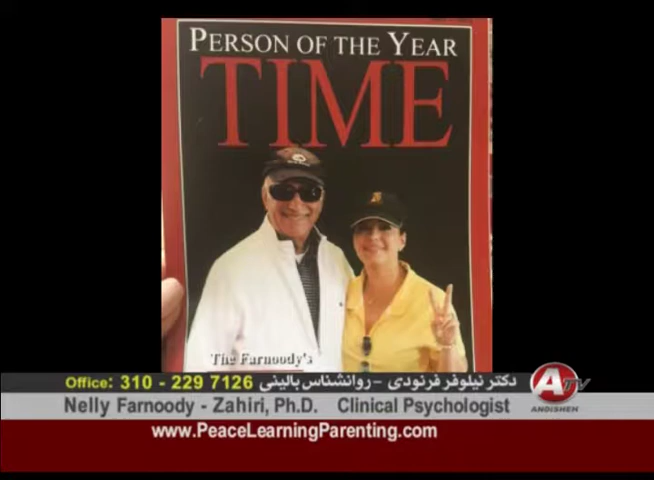 PERSON OF THE YEAR
TIME
The Farnoody's
Office: 310 - 229 7126 دکتر نیلوفر فرنودی - روانشناس بالینی
Nelly Farnoody - Zahiri, Ph.D. Clinical Psychologist
ATV
ANDISHEH
www.PeaceLearningParenting.com